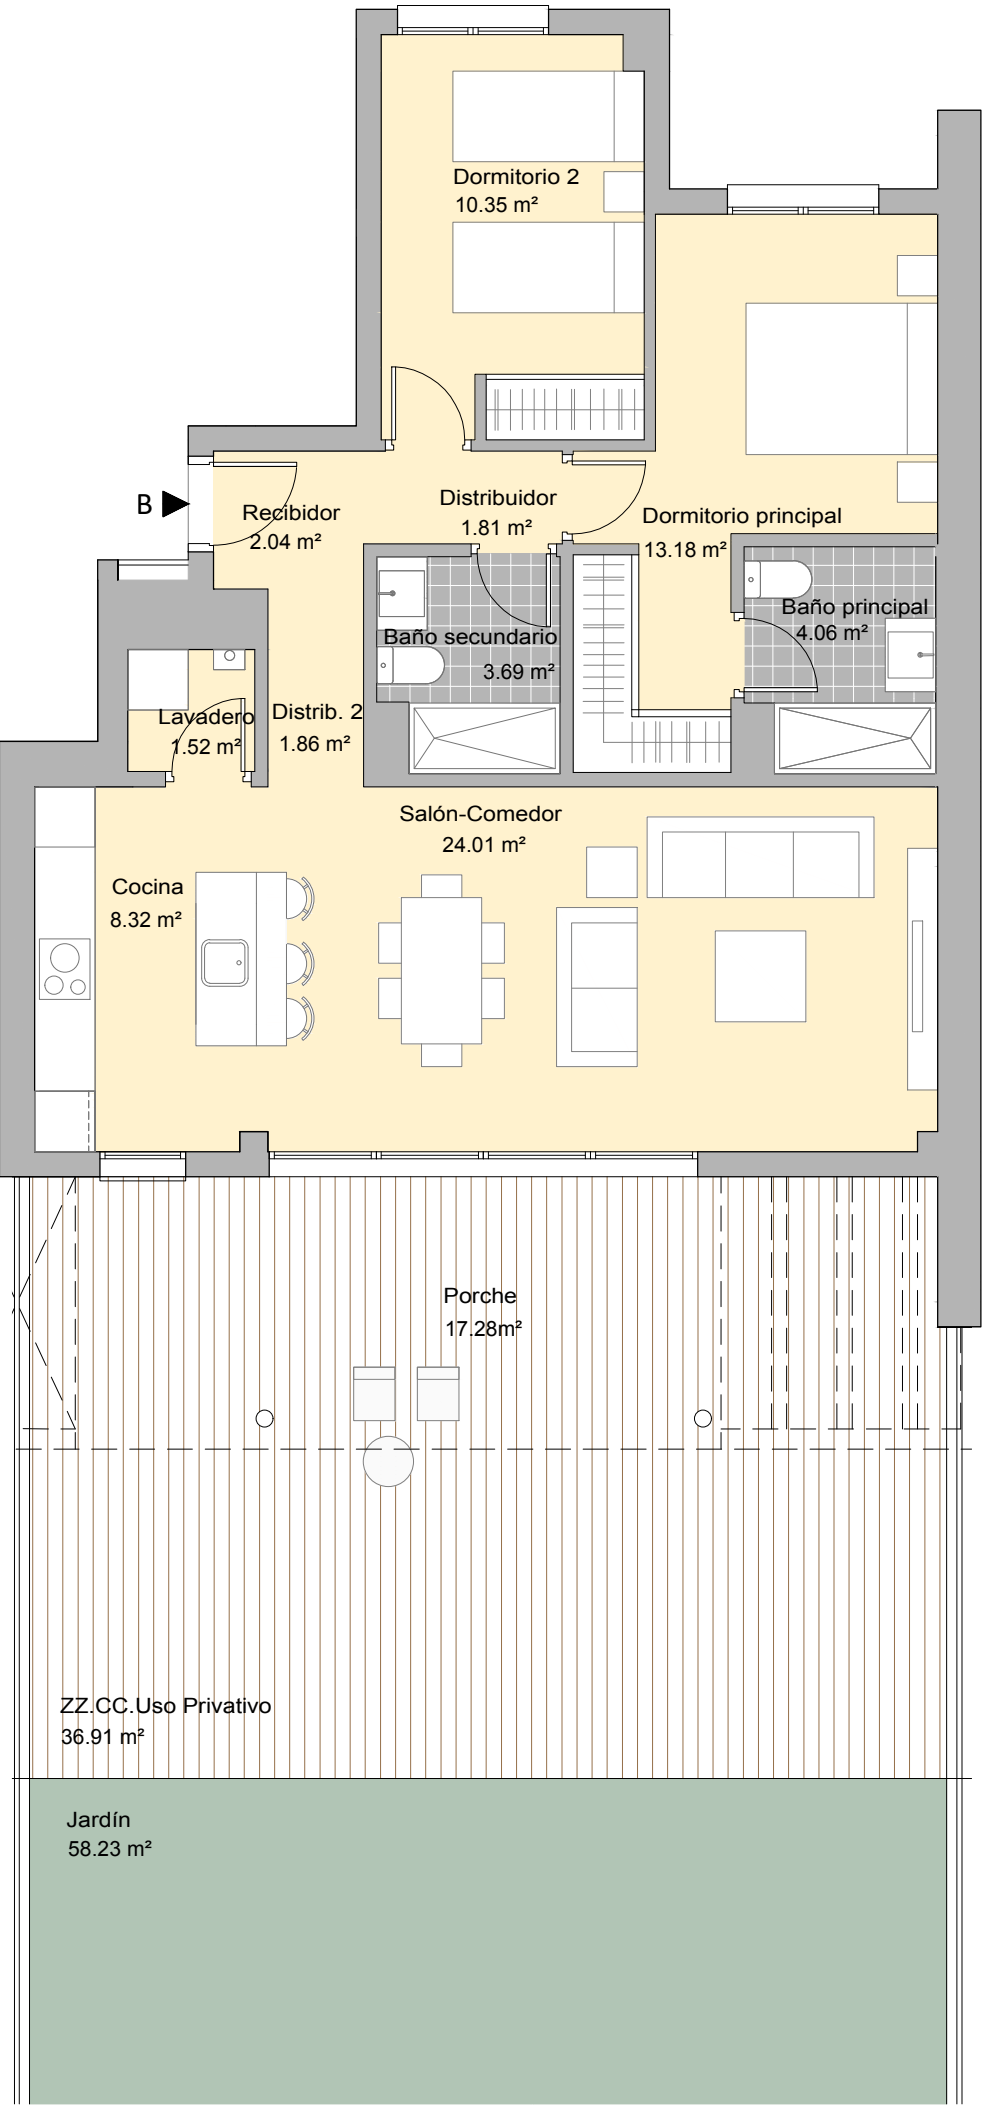 Dormitorio 2
10.35 m²
B
Recibidor
2.04 m²
Distribuidor
1.81 m²
Dormitorio principal
13.18 m²
Baño principal
4.06 m²
Baño secundario
3.69 m²
Lavadero
1.52 m²
Distrib. 2
1.86 m²
Salón-Comedor
24.01 m²
Cocina
8.32 m²
Porche
17.28m²
ZZ.CC.Uso Privativo
36.91 m²
Jardín
58.23 m²